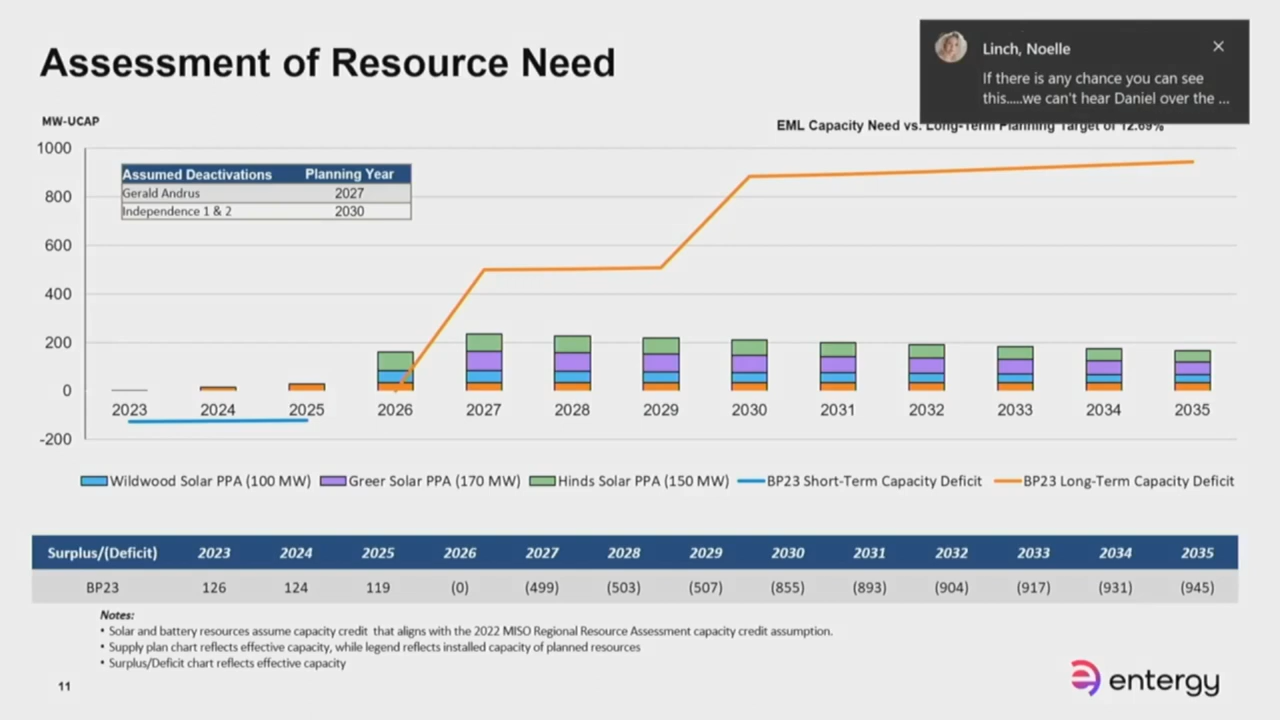 Assessment of Resource Need
Linch, Noelle
If there is any chance you can see
this.....we can't hear Daniel over the ...
MW-UCAP
EML Capacity Need vs. Long-Term Planning Target of 12.69%
1000
800
600
400
200
0
-200
Assumed Deactivations Planning Year
Gerald Andrus 2027
Independence 1 & 2 2030
2023 2024 2025 2026 2027 2028 2029 2030 2031 2032 2033 2034 2035
Wildwood Solar PPA (100 MW) Greer Solar PPA (170 MW) Hinds Solar PPA (150 MW) BP23 Short-Term Capacity Deficit BP23 Long-Term Capacity Deficit
Surplus/(Deficit) 2023 2024 2025 2026 2027 2028 2029 2030 2031 2032 2033 2034 2035
BP23 126 124 119 (0) (499) (503) (507) (855) (893) (904) (917) (931) (945)
Notes:
• Solar and battery resources assume capacity credit that aligns with the 2022 MISO Regional Resource Assessment capacity credit assumption.
• Supply plan chart reflects effective capacity, while legend reflects installed capacity of planned resources
• Surplus/Deficit chart reflects effective capacity
11
entergy